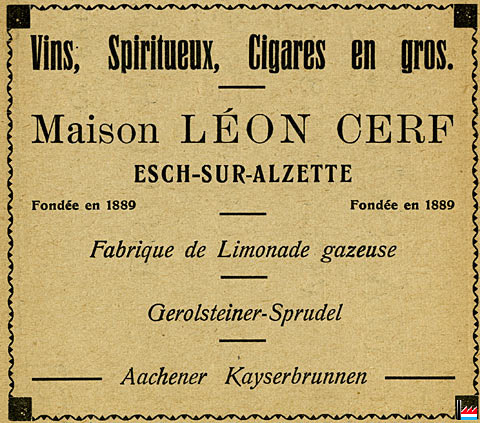 Vins, Spiritueux, Cigares en gros.
Maison LÉON CERF
ESCH-SUR-ALZETTE
Fondée en 1889 Fondée en 1889
Fabrique de Limonade gazeuse
Gerolsteiner-Sprudel
Aachener Kayserbrunnen